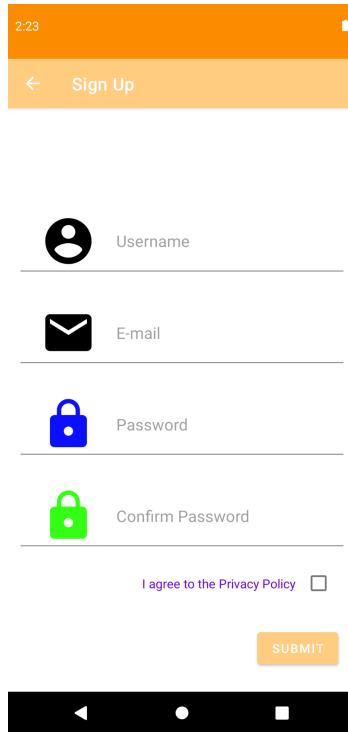 2:23
Sign Up
Username
E-mail
Password
Confirm Password
I agree to the Privacy Policy
SUBMIT